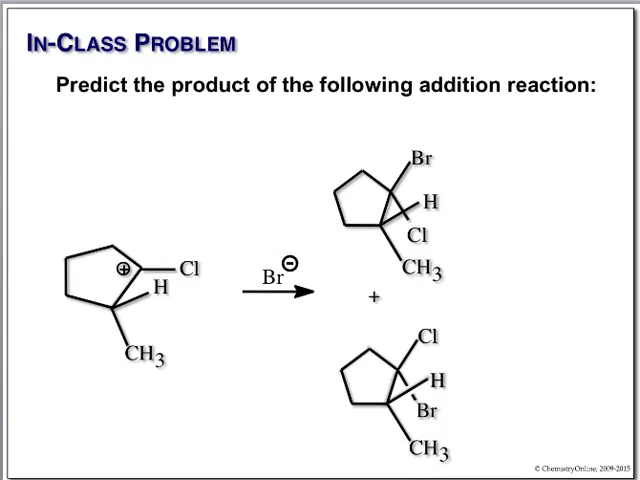 IN-CLASS PROBLEM
Predict the product of the following addition reaction:
Br
H
Cl
CH3
⊕
Cl
H
CH3
Br⊖
+
Cl
H
Br
CH3
© ChemistryOnline, 2009-2015